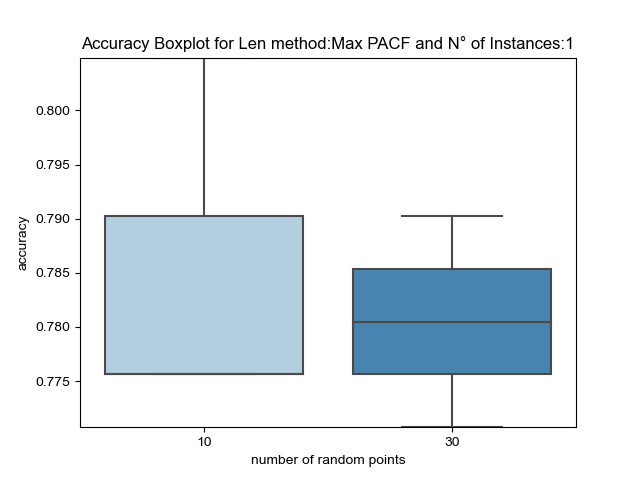 Accuracy Boxplot for Len method:Max PACF and N° of Instances:1
0.800
0.795
0.790
0.785
0.780
0.775
accuracy
10
30
number of random points